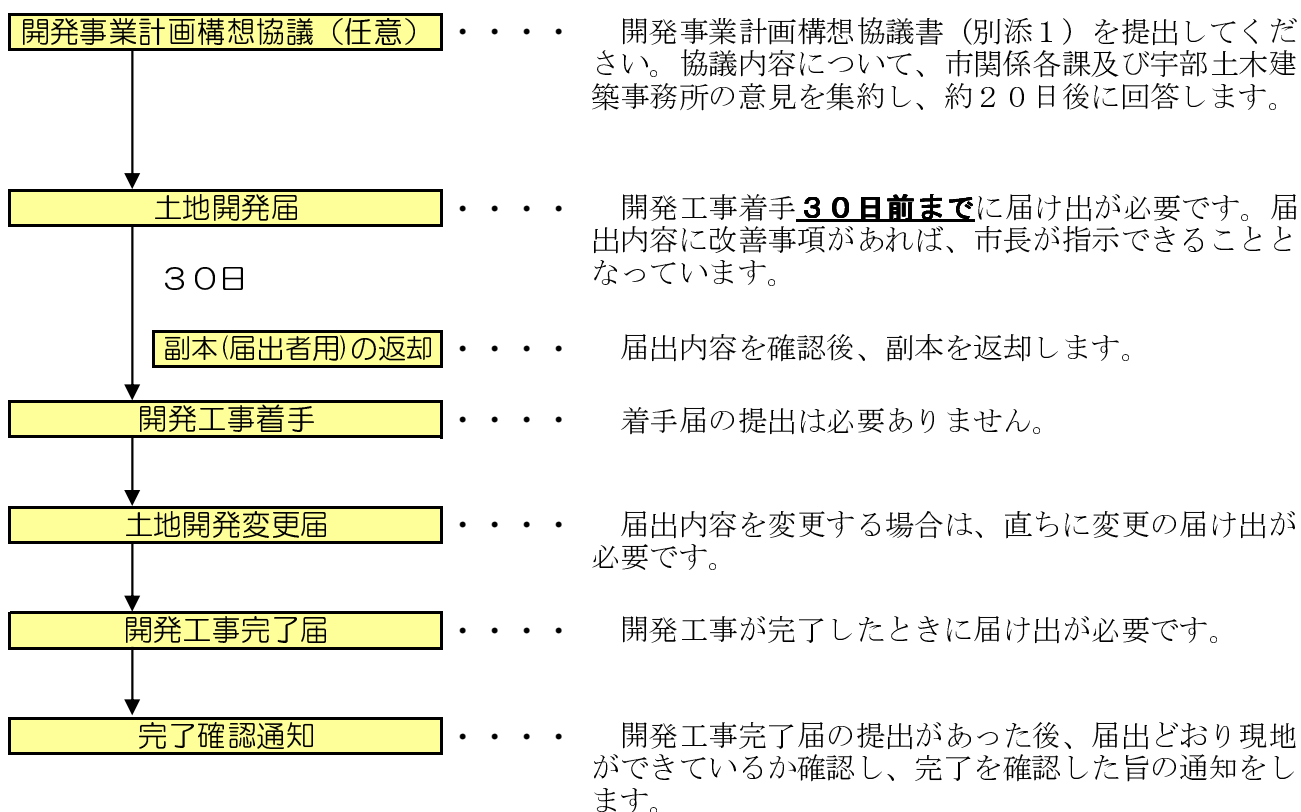 開発事業計画構想協議（任意）・・・・　開発事業計画構想協議書（別添１）を提出してくだ
さい。協議内容について、市関係各課及び宇部土木建
築事務所の意見を集約し、約２０日後に回答します。
土地開発届・・・・　開発工事着手３０日前までに届け出が必要です。届
出内容に改善事項があれば、市長が指示できることと
なっています。
３０日
副本(届出者用)の返却・・・・　届出内容を確認後、副本を返却します。
開発工事着手・・・・　着手届の提出は必要ありません。
土地開発変更届・・・・　届出内容を変更する場合は、直ちに変更の届け出が
必要です。
開発工事完了届・・・・　開発工事が完了したときに届け出が必要です。
完了確認通知・・・・　開発工事完了届の提出があった後、届出どおり現地
ができているか確認し、完了を確認した旨の通知をし
ます。